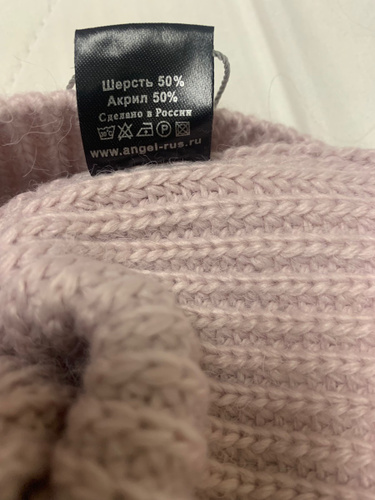 Шерсть 50%
Акрил 50%
Сделано в России
www.angel-rus.ru